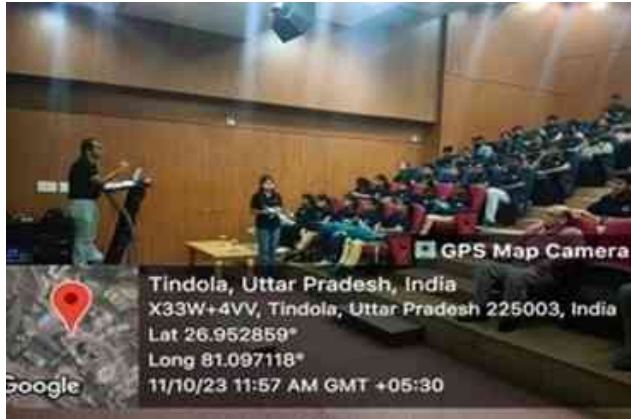 GPS Map Camera
Tindola, Uttar Pradesh, India
X33W+4VV, Tindola, Uttar Pradesh 225003, India
Lat 26.952859°
Long 81.097118°
11/10/23 11:57 AM GMT +05:30
Google